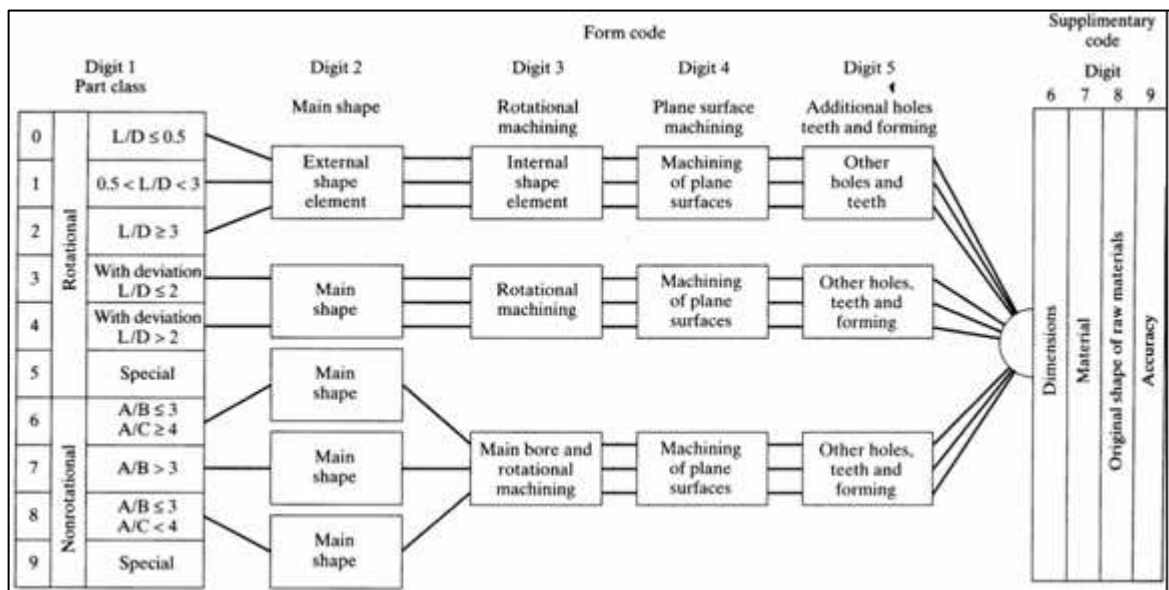 Form code
Supplimentary
code
Digit 1
Part class
Digit 2
Main shape
Digit 3
Rotational
machining
Digit 4
Plane surface
machining
Digit 5
Additional holes
teeth and forming
Digit
6 7 8 9
Rotational
0 L/D ≤ 0.5
1 0.5 < L/D < 3
2 L/D ≥ 3
3 With deviation
L/D ≤ 2
4 With deviation
L/D > 2
5 Special
Nonrotational
6 A/B ≤ 3
A/C ≥ 4
7 A/B > 3
8 A/B ≤ 3
A/C < 4
9 Special
External
shape
element
Internal
shape
element
Machining
of plane
surfaces
Other
holes and
teeth
Main
shape
Rotational
machining
Machining
of plane
surfaces
Other holes,
teeth and
forming
Main
shape
Main
shape
Main
shape
Main bore and
rotational
machining
Machining
of plane
surfaces
Other holes,
teeth and
forming
Dimensions
Material
Original shape of raw materials
Accuracy